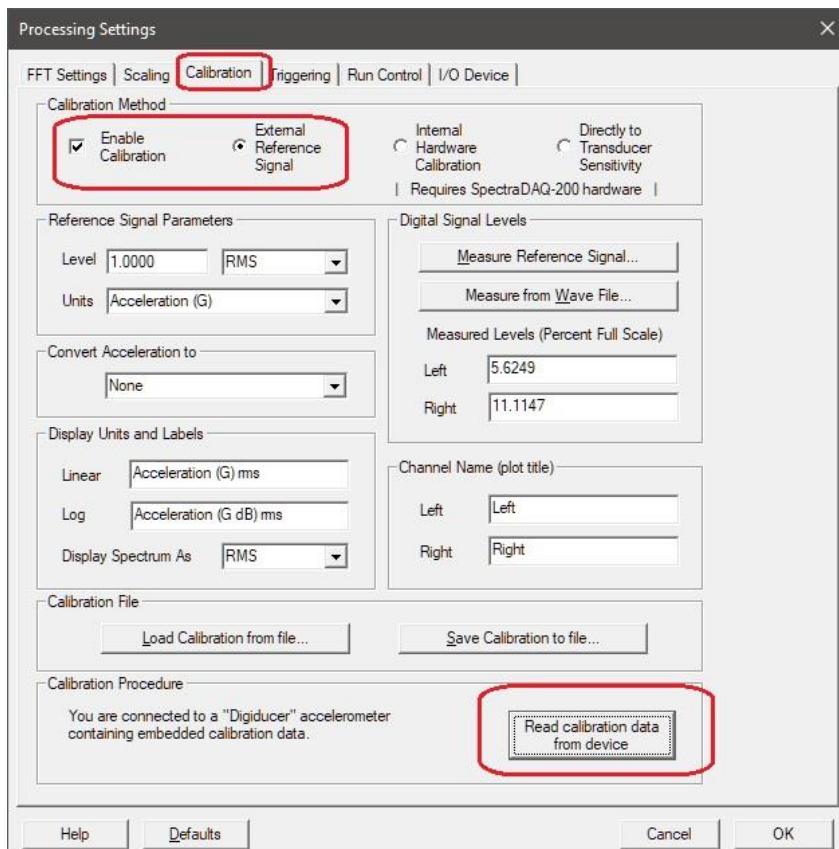 Processing Settings
FFT Settings Scaling Calibration Triggering Run Control I/O Device
Calibration Method
Enable
Calibration
External
Reference
Signal
Internal
Hardware
Calibration
Directly to
Transducer
Sensitivity
| Requires SpectraDAQ-200 hardware |
Reference Signal Parameters
Level 1.0000 RMS
Units Acceleration (G)
Convert Acceleration to
None
Display Units and Labels
Linear Acceleration (G) rms
Log Acceleration (G dB) rms
Display Spectrum As RMS
Digital Signal Levels
Measure Reference Signal...
Measure from Wave File...
Measured Levels (Percent Full Scale)
Left 5.6249
Right 11.1147
Channel Name (plot title)
Left Left
Right Right
Calibration File
Load Calibration from file...
Save Calibration to file...
Calibration Procedure
You are connected to a "Digiducer" accelerometer
containing embedded calibration data.
Read calibration data
from device
Help Defaults Cancel OK